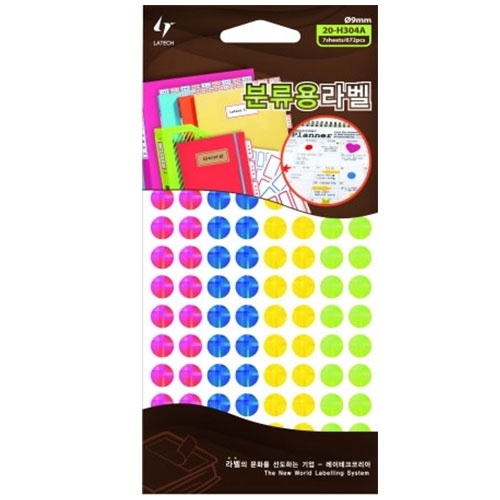 LATECH
Ø9mm
20-H304A
7sheets/672pcs
분류용라벨
Planner
라벨의 문화를 선도하는 기업 - 레이테크코리아
The New World Labelling System